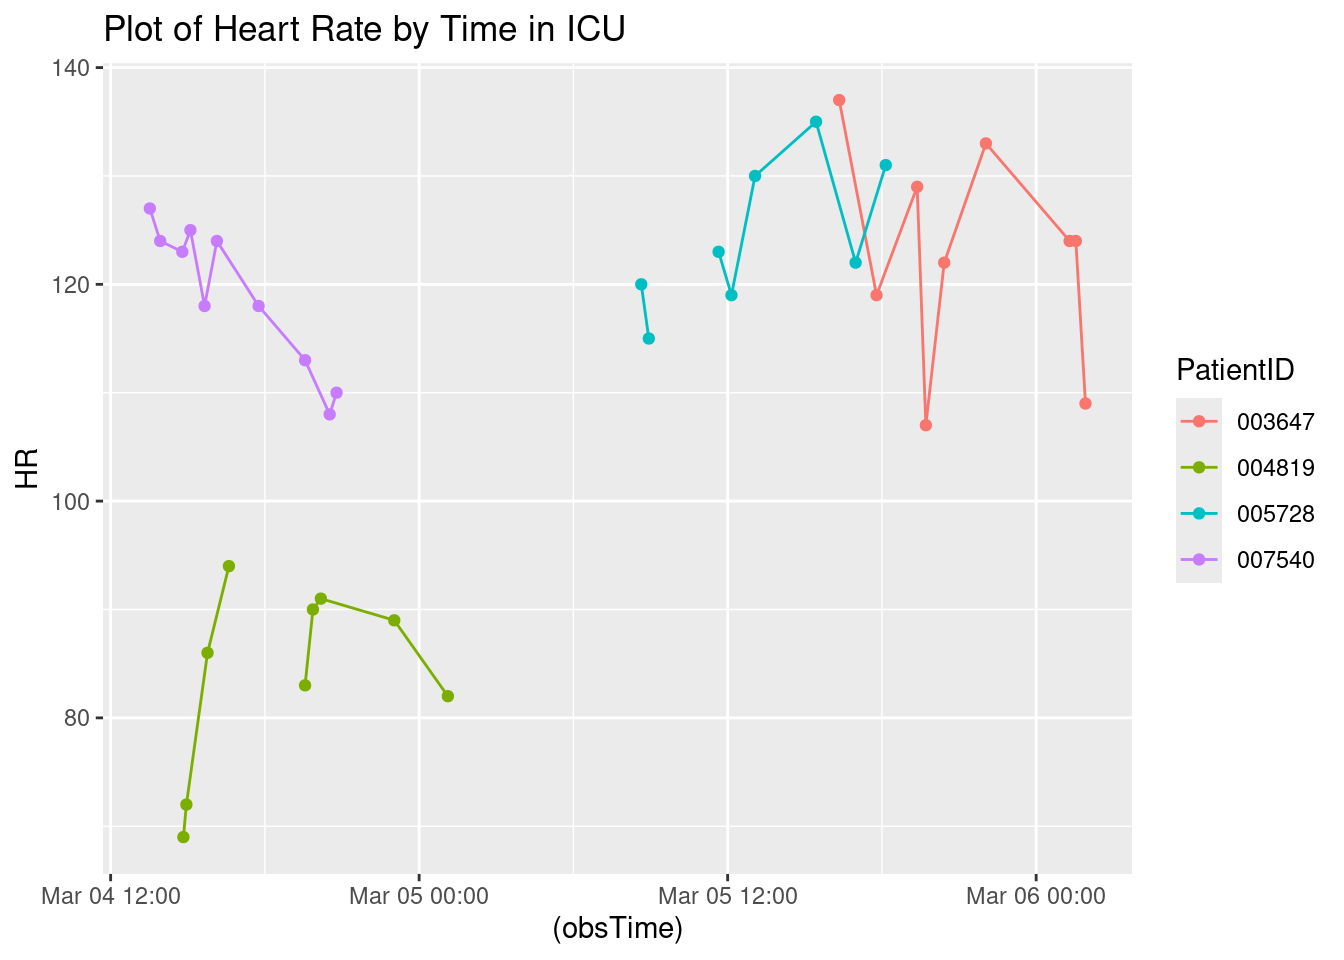 Plot of Heart Rate by Time in ICU
140
120
100
80
HR
Mar 04 12:00
Mar 05 00:00
Mar 05 12:00
Mar 06 00:00
(obsTime)
PatientID
003647
004819
005728
007540